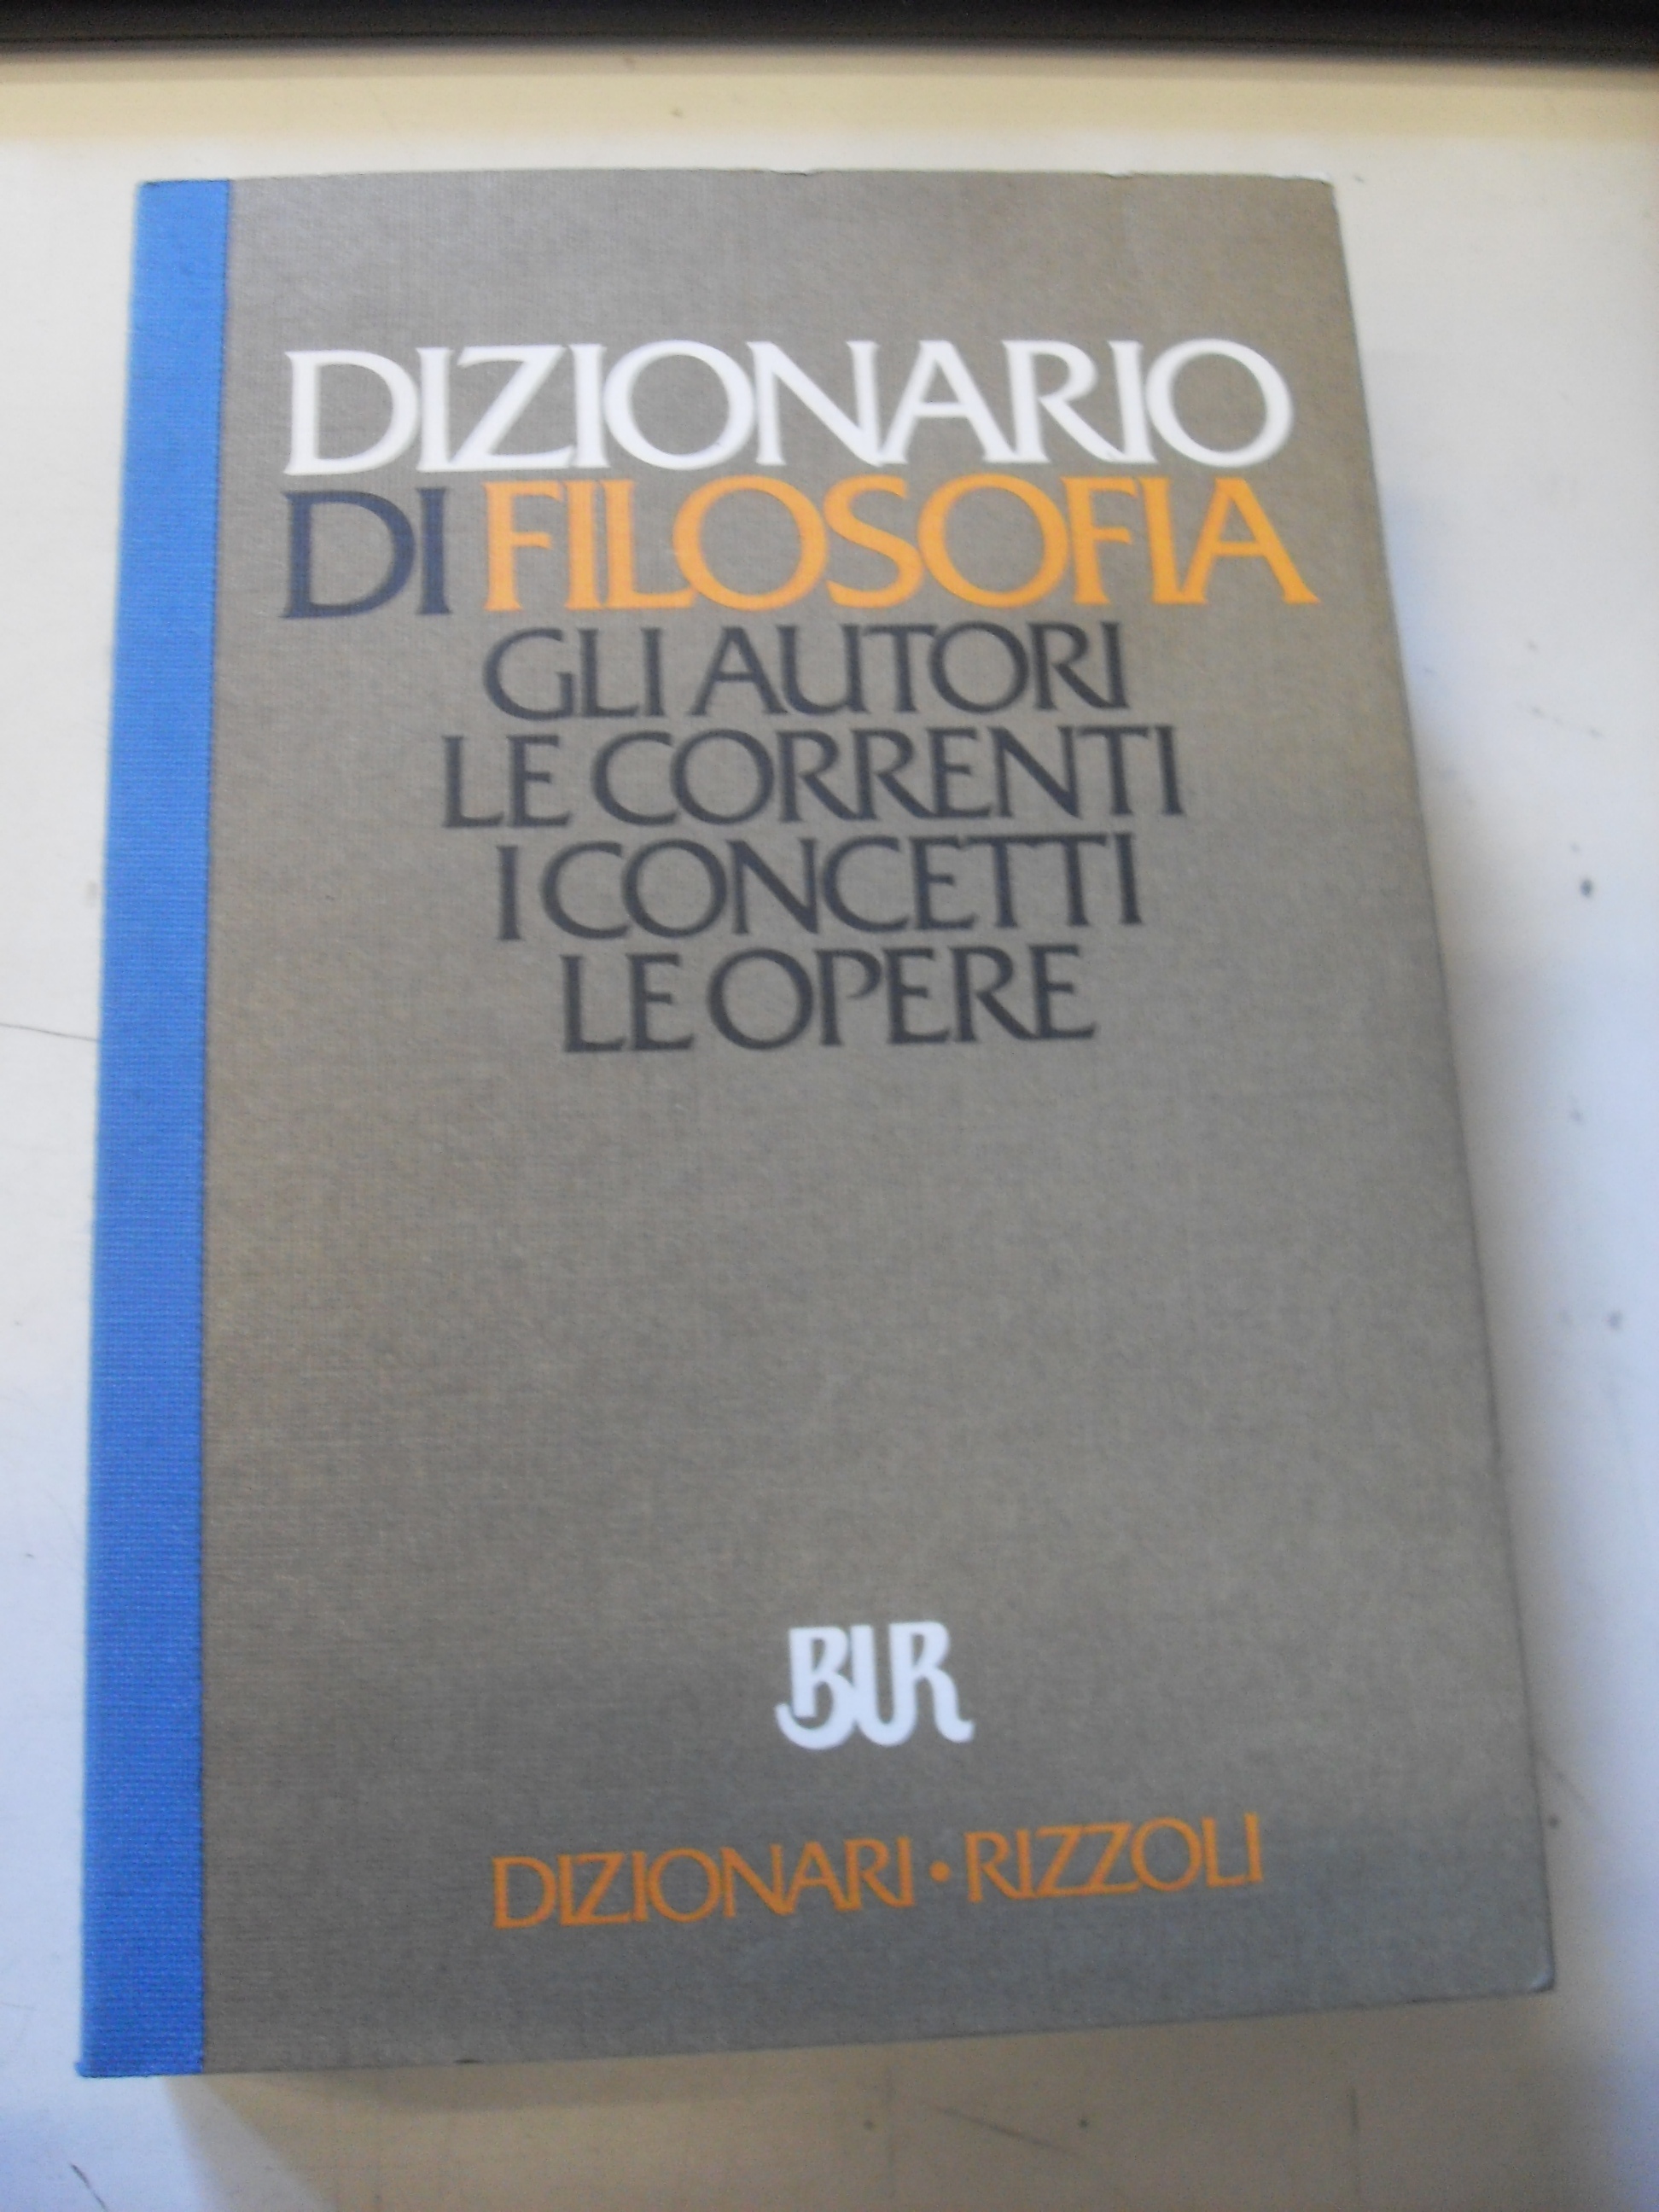 DIZIONARIO
DI FILOSOFIA
GLI AUTORI
LE CORRENTI
I CONCETTI
LE OPERE
BUR
DIZIONARI • RIZZOLI